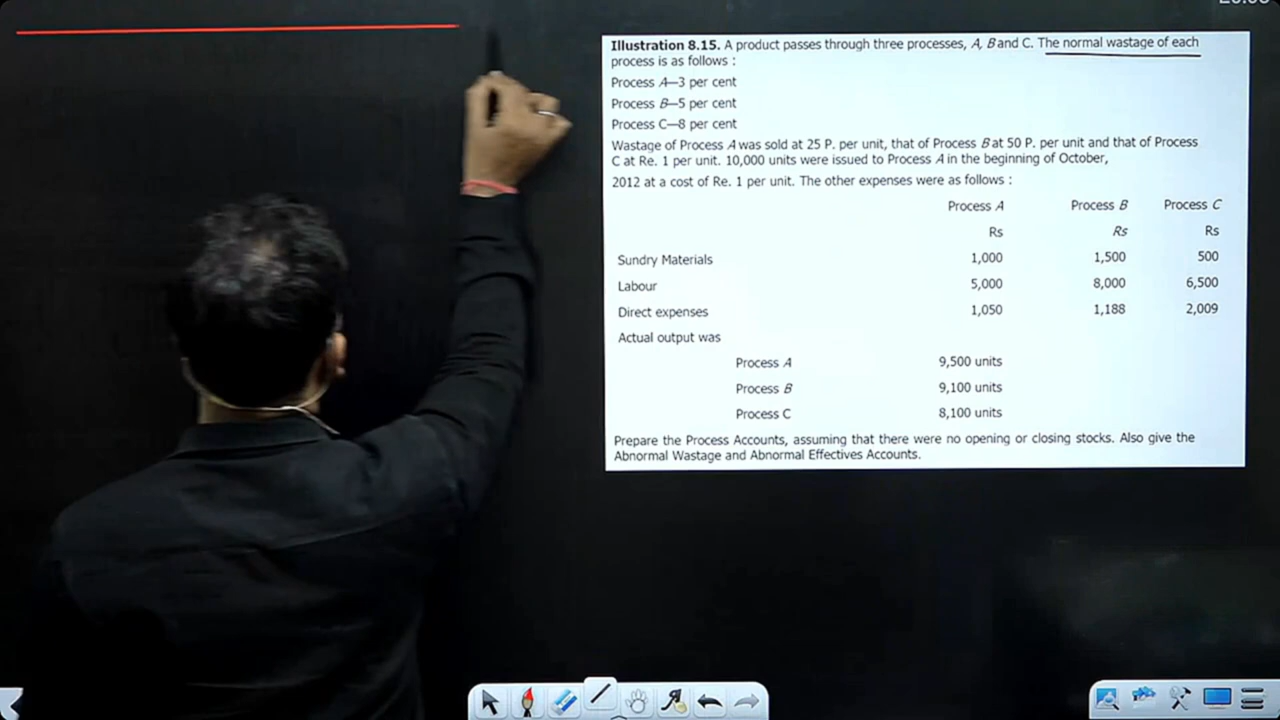 Illustration 8.15. A product passes through three processes, A, B and C. The normal wastage of each
process is as follows :
Process A—3 per cent
Process B—5 per cent
Process C—8 per cent
Wastage of Process A was sold at 25 P. per unit, that of Process B at 50 P. per unit and that of Process
C at Re. 1 per unit. 10,000 units were issued to Process A in the beginning of October,
2012 at a cost of Re. 1 per unit. The other expenses were as follows :
Process A Process B Process C
Rs Rs Rs
Sundry Materials 1,000 1,500 500
Labour 5,000 8,000 6,500
Direct expenses 1,050 1,188 2,009
Actual output was
Process A 9,500 units
Process B 9,100 units
Process C 8,100 units
Prepare the Process Accounts, assuming that there were no opening or closing stocks. Also give the
Abnormal Wastage and Abnormal Effectives Accounts.